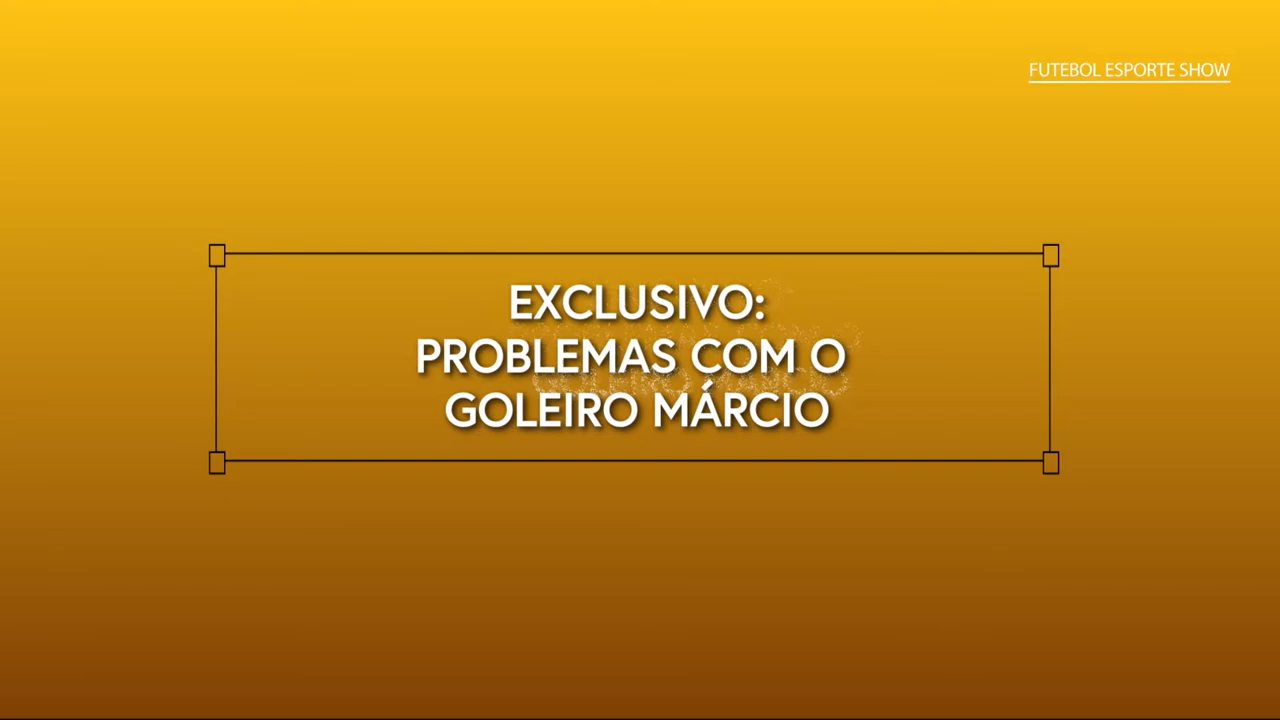 FUTEBOL ESPORTE SHOW
EXCLUSIVO:
PROBLEMAS COM O
GOLEIRO MÁRCIO